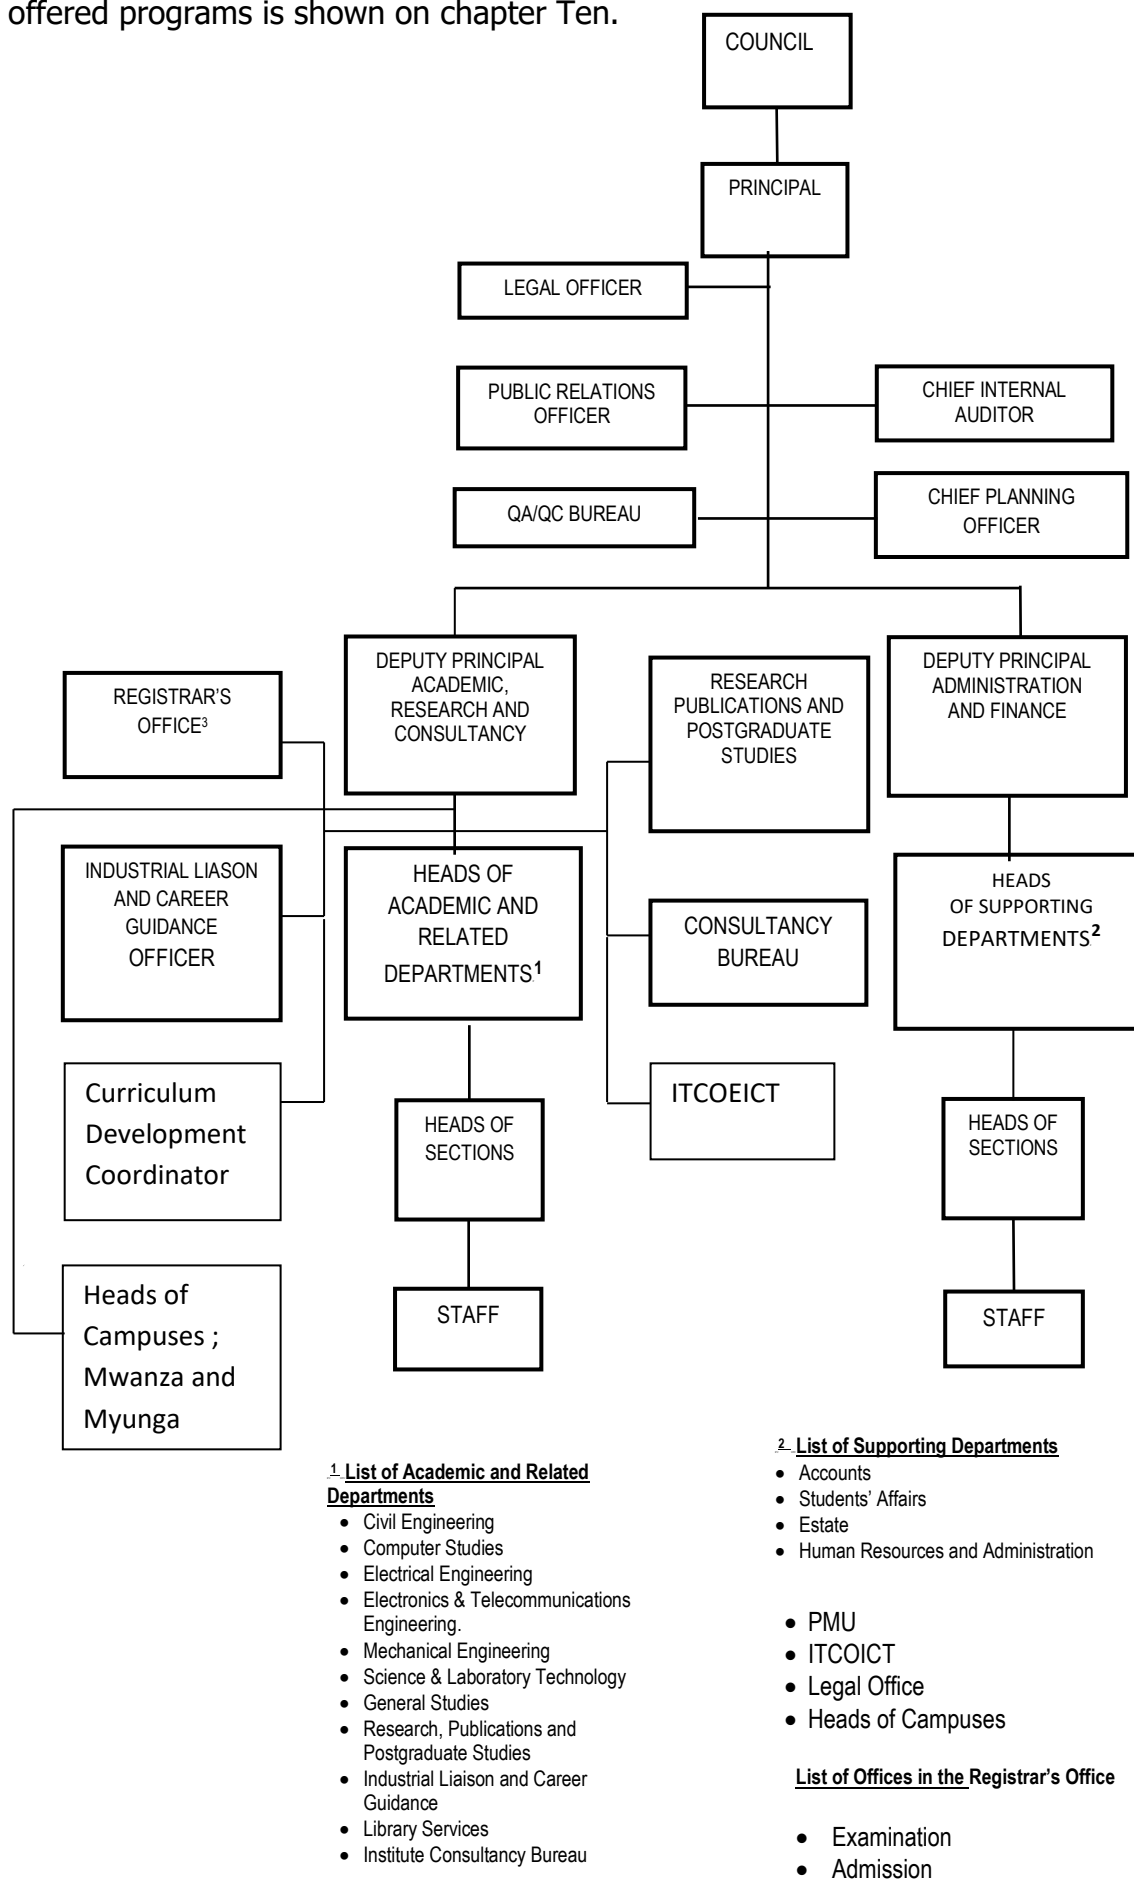 offered programs is shown on chapter Ten.
COUNCIL
PRINCIPAL
LEGAL OFFICER
PUBLIC RELATIONS
OFFICER
CHIEF INTERNAL
AUDITOR
QA/QC BUREAU
CHIEF PLANNING
OFFICER
DEPUTY PRINCIPAL
ACADEMIC,
RESEARCH AND
CONSULTANCY
DEPUTY PRINCIPAL
ADMINISTRATION
AND FINANCE
REGISTRAR’S
OFFICE3
RESEARCH
PUBLICATIONS AND
POSTGRADUATE
STUDIES
INDUSTRIAL LIASON
AND CAREER
GUIDANCE
OFFICER
HEADS OF
ACADEMIC AND
RELATED
DEPARTMENTS.1
CONSULTANCY
BUREAU
HEADS
OF SUPPORTING
DEPARTMENTS.2
Curriculum
Development
Coordinator
HEADS OF
SECTIONS
ITCOEICT
HEADS OF
SECTIONS
Heads of
Campuses ;
Mwanza and
Myunga
STAFF
STAFF
1 List of Academic and Related
Departments
• Civil Engineering
• Computer Studies
• Electrical Engineering
• Electronics & Telecommunications
Engineering.
• Mechanical Engineering
• Science & Laboratory Technology
• General Studies
• Research, Publications and
Postgraduate Studies
• Industrial Liaison and Career
Guidance
• Library Services
• Institute Consultancy Bureau
2 List of Supporting Departments
• Accounts
• Students’ Affairs
• Estate
• Human Resources and Administration
• PMU
• ITCOICT
• Legal Office
• Heads of Campuses
List of Offices in the Registrar’s Office
• Examination
• Admission